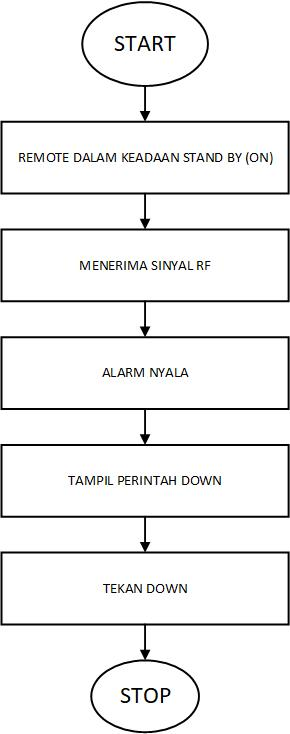 START
REMOTE DALAM KEADAAN STAND BY (ON)
MENERIMA SINYAL RF
ALARM NYALA
TAMPIL PERINTAH DOWN
TEKAN DOWN
STOP